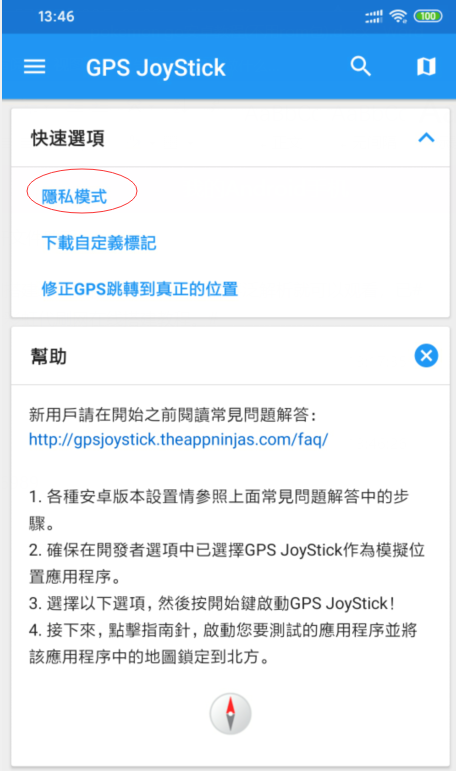 13:46
100
GPS JoyStick
快速選項
隱私模式
下載自定義標記
修正GPS跳轉到真正的位置
幫助
新用戶請在開始之前閱讀常見問題解答：
http://gpsjoystick.theappninjas.com/faq/
1. 各種安卓版本設置情參照上面常見問題解答中的步
驟。
2. 確保在開發者選項中已選擇GPS JoyStick作為模擬位
置應用程序。
3. 選擇以下選項，然後按開始鍵啟動GPS JoyStick！
4. 接下來，點擊指南針，啟動您要測試的應用程序並將
該應用程序中的地圖鎖定到北方。